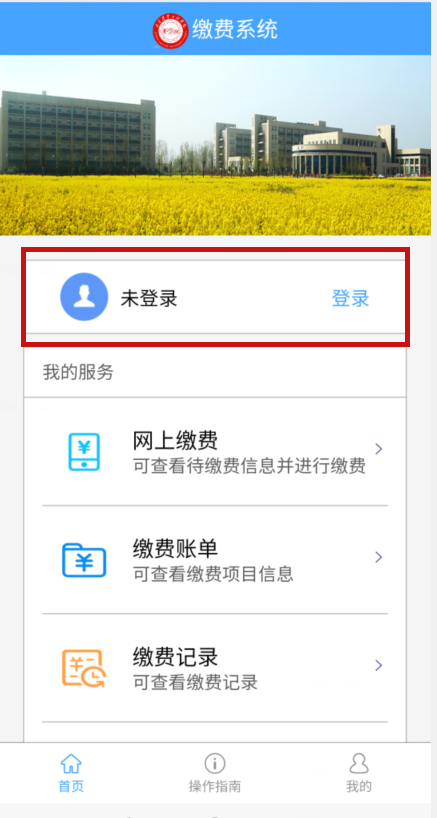 缴费系统
未登录
登录
我的服务
网上缴费
可查看待缴费信息并进行缴费
缴费账单
可查看缴费项目信息
缴费记录
可查看缴费记录
首页
操作指南
我的